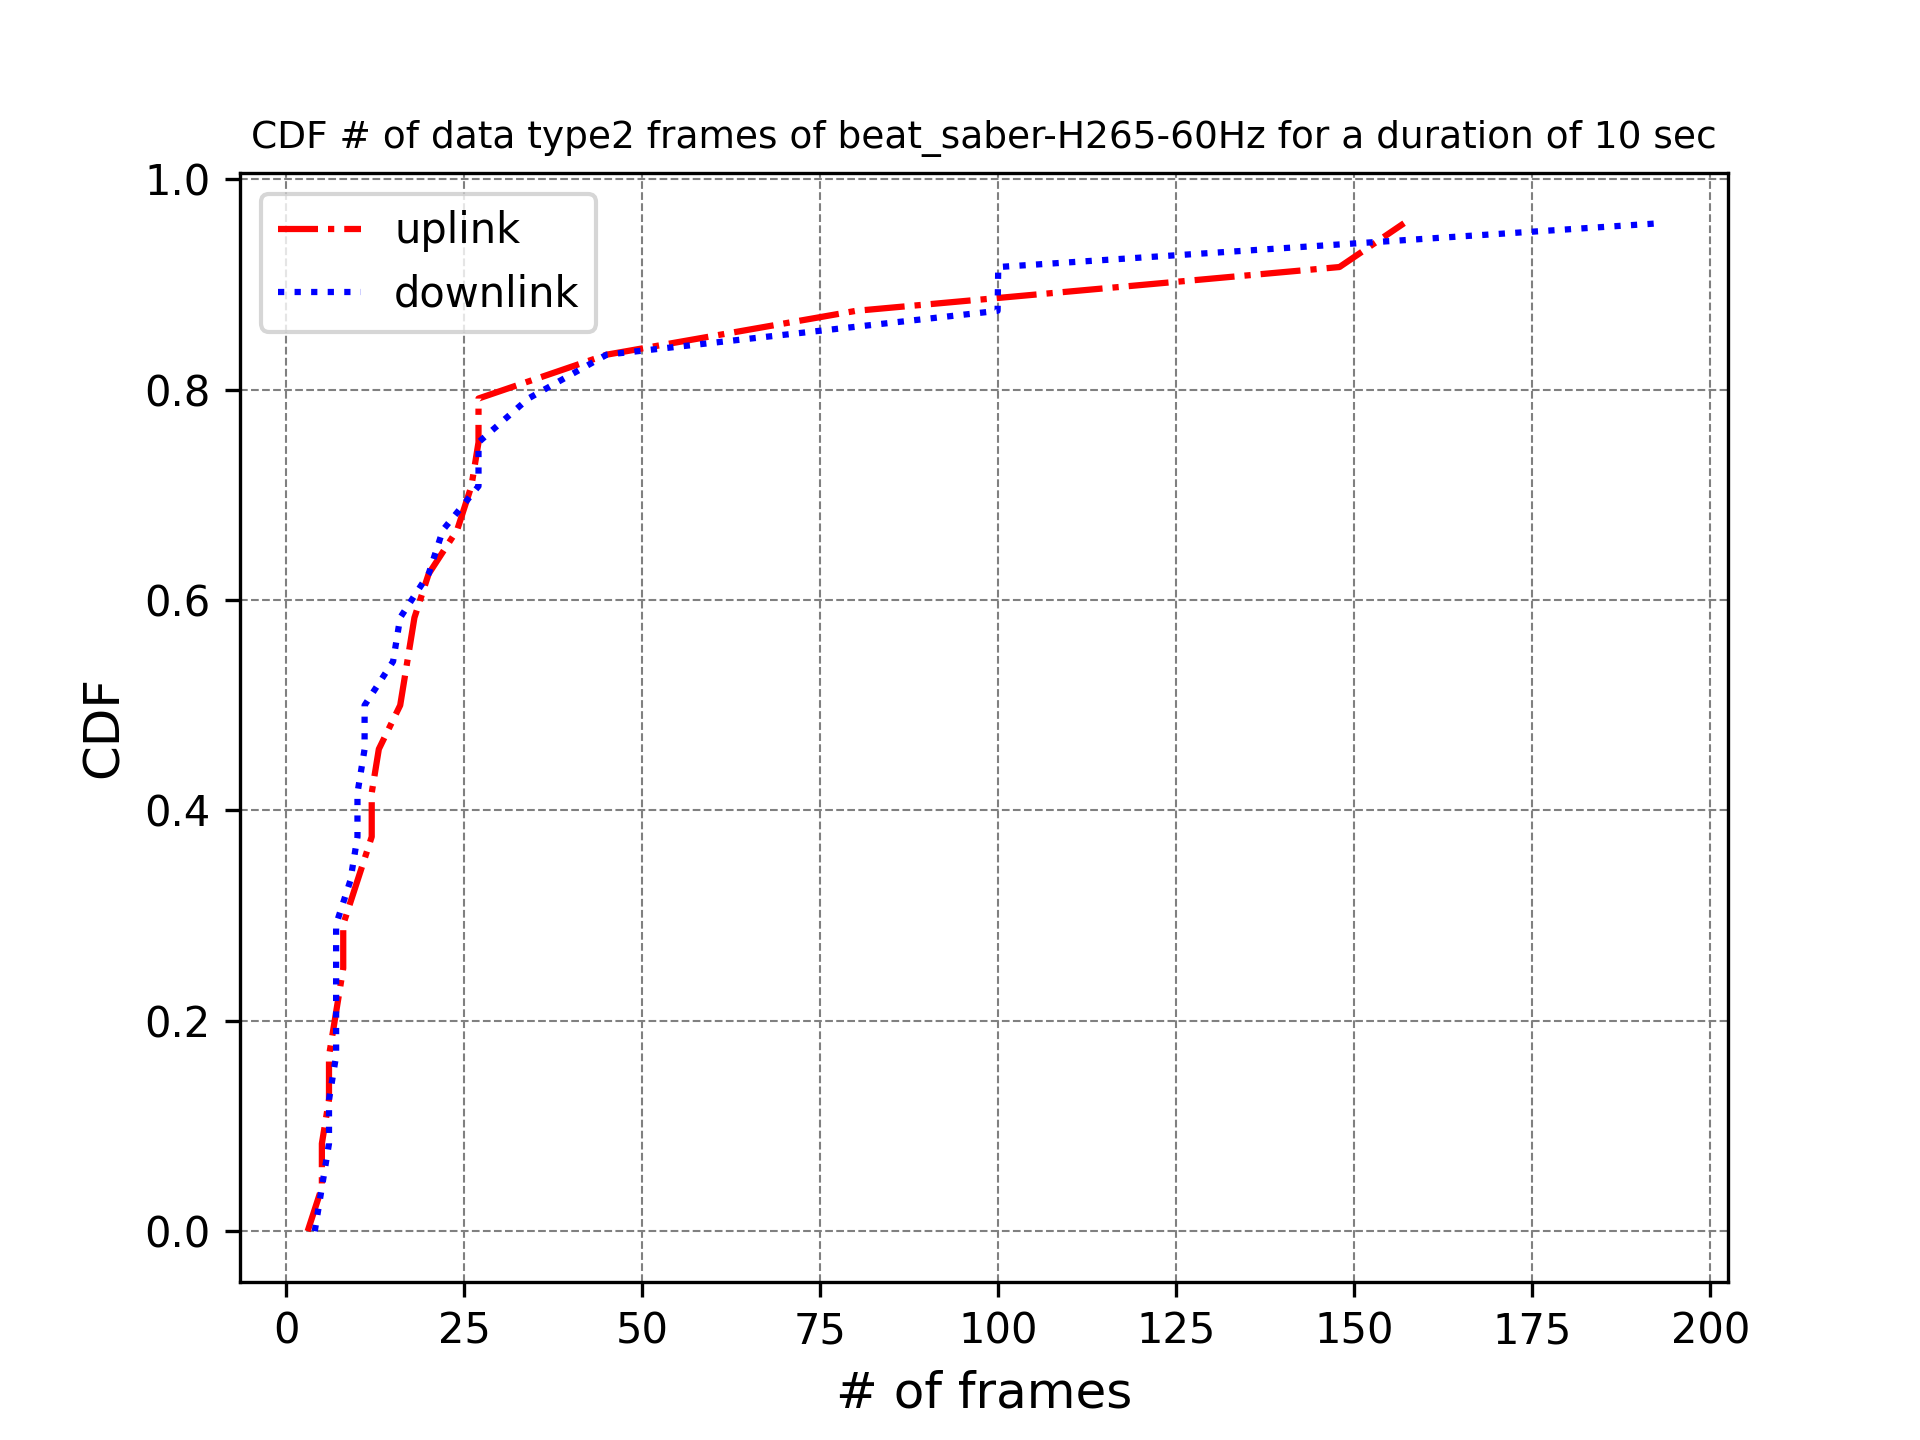 CDF # of data type2 frames of beat_saber-H265-60Hz for a duration of 10 sec
uplink
downlink
1.0
0.8
0.6
0.4
0.2
0.0
CDF
0 25 50 75 100 125 150 175 200
# of frames